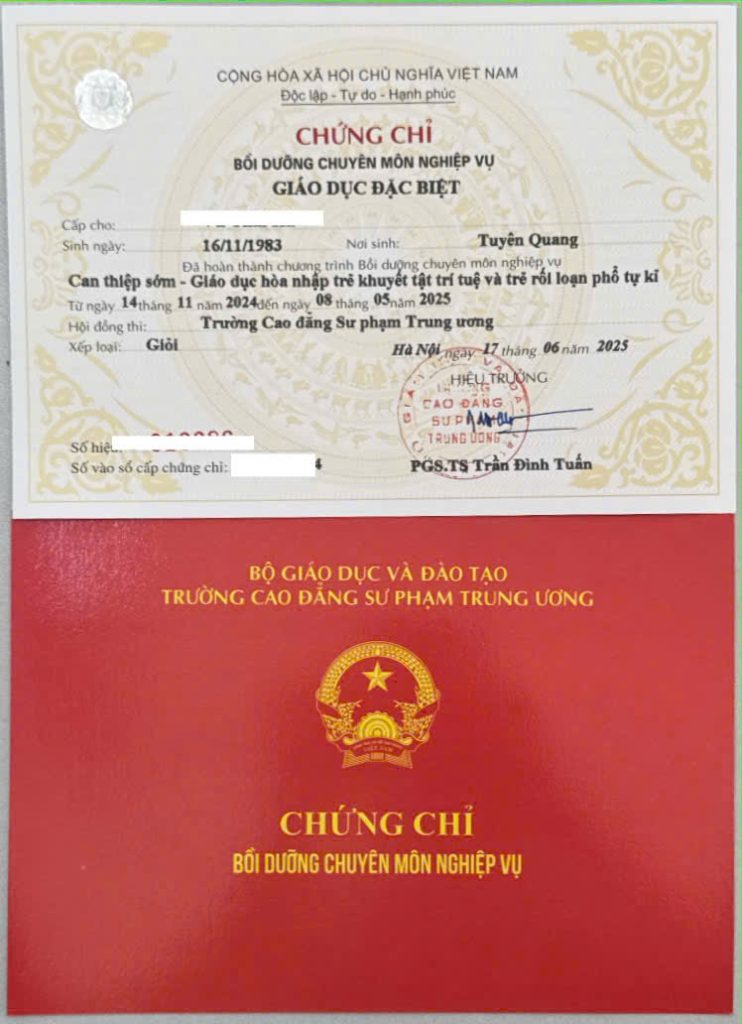 CỘNG HÒA XÃ HỘI CHỦ NGHĨA VIỆT NAM
Độc lập - Tự do - Hạnh phúc
CHỨNG CHỈ
BỒI DƯỠNG CHUYÊN MÔN NGHIỆP VỤ
GIÁO DỤC ĐẶC BIỆT
Cấp cho:
Sinh ngày: 16/11/1983 Nơi sinh: Tuyên Quang
Đã hoàn thành chương trình Bồi dưỡng chuyên môn nghiệp vụ
Can thiệp sớm - Giáo dục hòa nhập trẻ khuyết tật trí tuệ và trẻ rối loạn phổ tự kỉ
Từ ngày 14 tháng 11 năm 2024 đến ngày 08 tháng 05 năm 2025
Hội đồng thi: Trường Cao đẳng Sư phạm Trung ương
Xếp loại: Giỏi
Hà Nội ngày 17 tháng 06 năm 2025
HIỆU TRƯỞNG
CAO ĐẲNG
SƯ P
TRUNG ƯƠNG
Số hiệu:
Số vào sổ cấp chứng chỉ: 4
PGS.TS Trần Đình Tuấn
BỘ GIÁO DỤC VÀ ĐÀO TẠO
TRƯỜNG CAO ĐẲNG SƯ PHẠM TRUNG ƯƠNG
VIỆT NAM
CHỨNG CHỈ
BỒI DƯỠNG CHUYÊN MÔN NGHIỆP VỤ